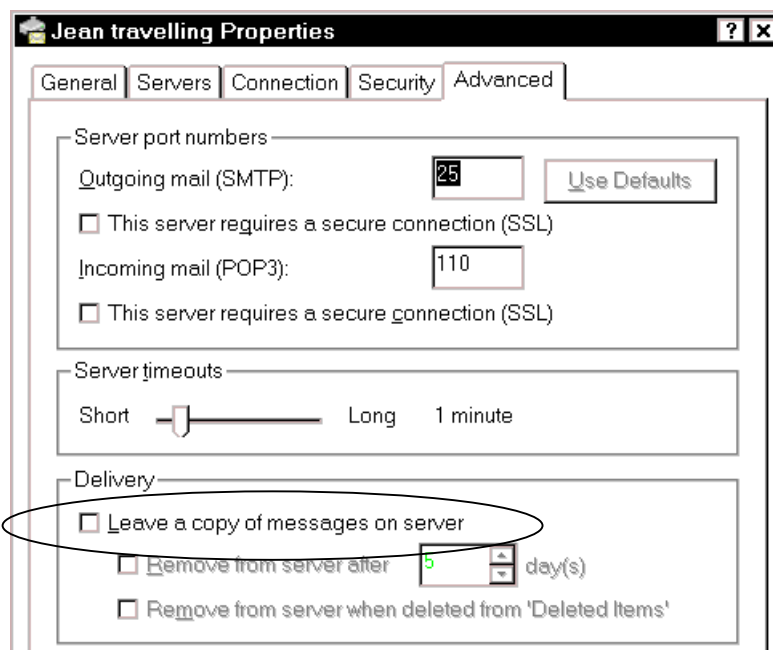 Jean travelling Properties
General Servers Connection Security Advanced
Server port numbers
Outgoing mail (SMTP): 25 Use Defaults
This server requires a secure connection (SSL)
Incoming mail (POP3): 110
This server requires a secure connection (SSL)
Server timeouts
Short Long 1 minute
Delivery
Leave a copy of messages on server
Remove from server after 5 day(s)
Remove from server when deleted from 'Deleted Items'